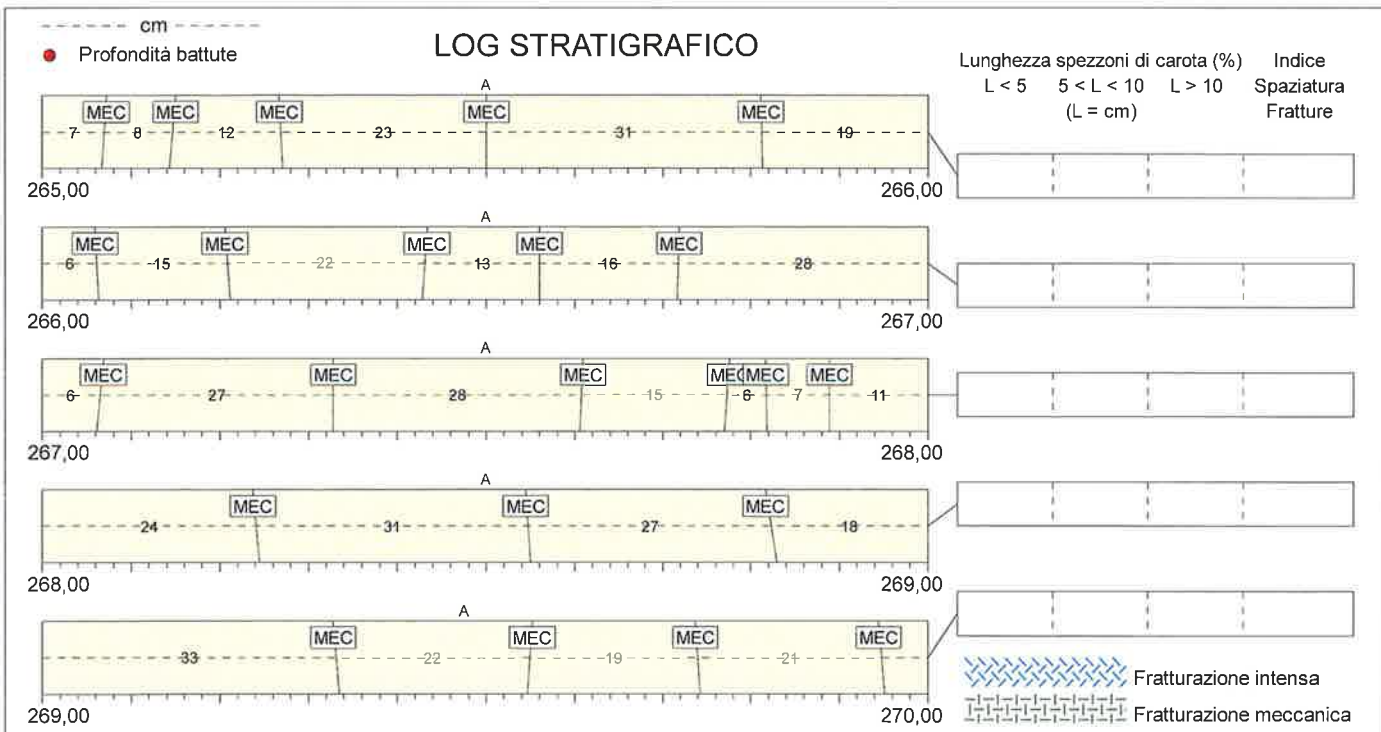 cm
Profondità battute
LOG STRATIGRAFICO
Lunghezza spezzoni di carota (%) Indice
L < 5 5 < L < 10 L > 10 Spaziatura
(L = cm) Fratture
A
MEC MEC MEC MEC MEC
7 8 12 23 31 19
265,00 266,00
A
MEC MEC MEC MEC MEC
6 15 22 13 16 28
266,00 267,00
A
MEC MEC MEC MEC MEC MEC
6 27 28 15 6 7 11
267,00 268,00
A
MEC MEC MEC
24 31 27 18
268,00 269,00
A
MEC MEC MEC MEC
33 22 19 21
269,00 270,00
Fratturazione intensa
Fratturazione meccanica